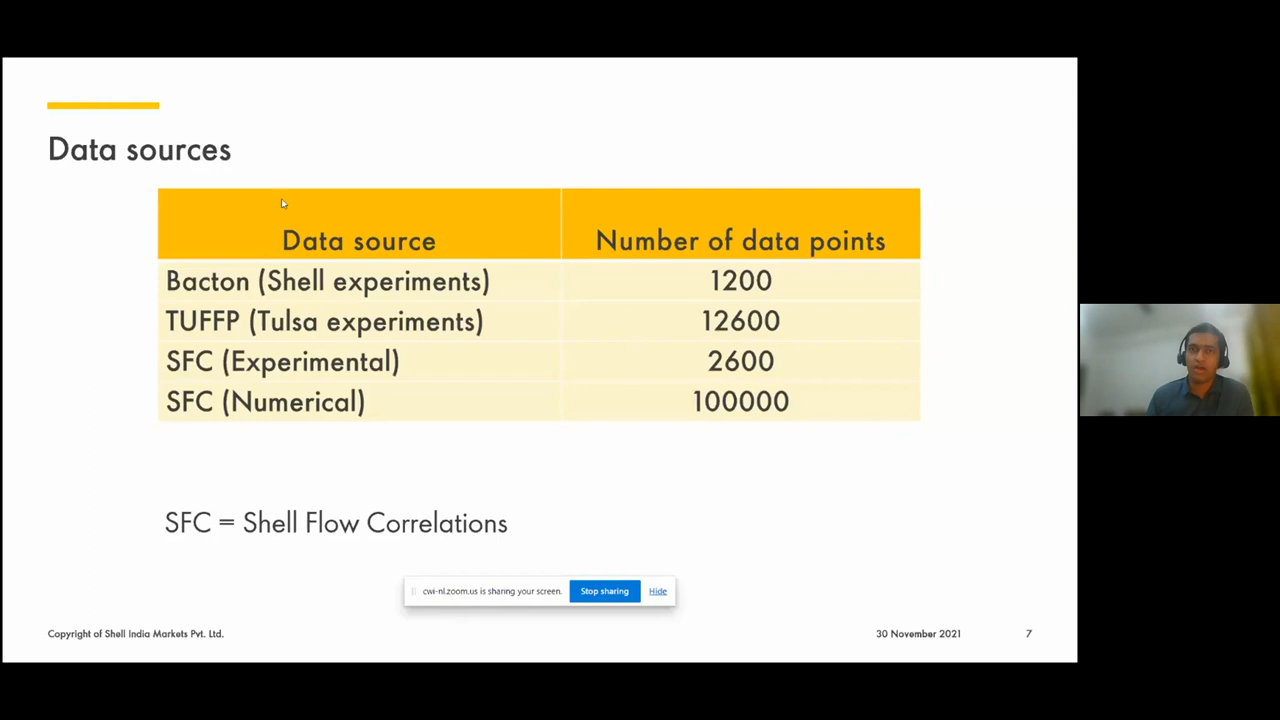 Data sources
Data source Number of data points
Bacton (Shell experiments) 1200
TUFFP (Tulsa experiments) 12600
SFC (Experimental) 2600
SFC (Numerical) 100000
SFC = Shell Flow Correlations
cwi-nl.zoom.us is sharing your screen. Stop sharing Hide
Copyright of Shell India Markets Pvt. Ltd. 30 November 2021 7